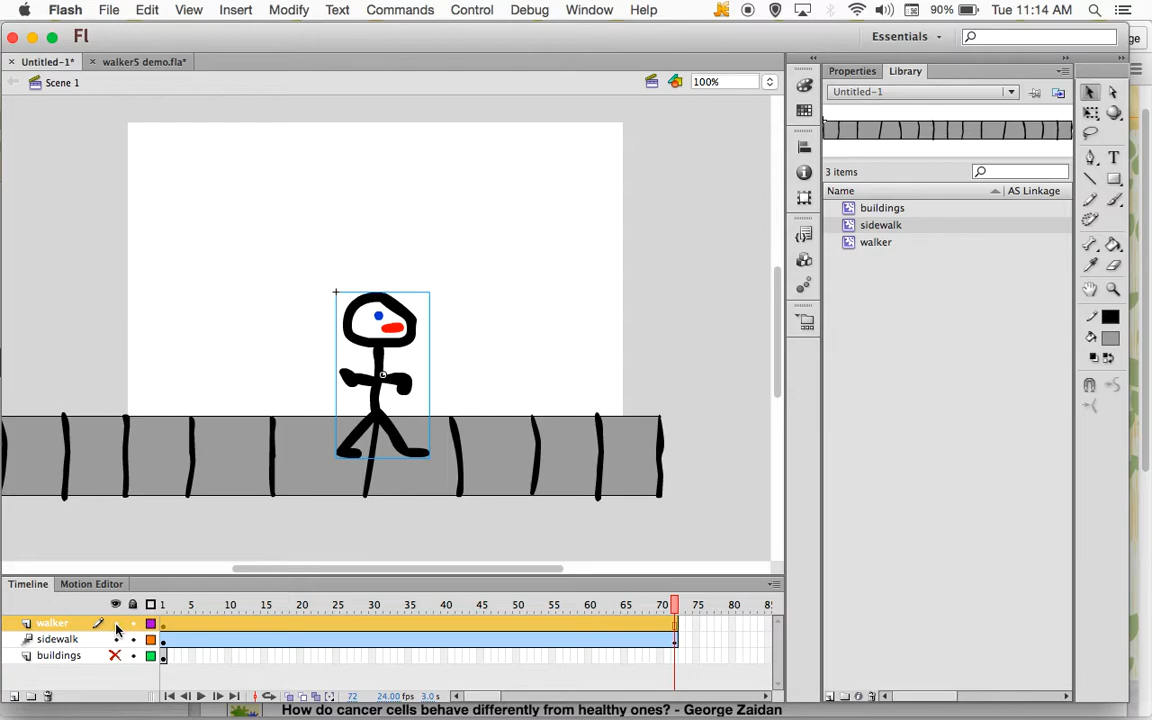 Flash File Edit View Insert Modify Text Commands Control Debug Window Help 90% Tue 11:14 AM
Fl Essentials
Untitled-1* walker5 demo.fla* Properties Library
Scene 1 100% Untitled-1
3 items
Name AS Linkage
buildings
sidewalk
walker
Timeline Motion Editor
1 5 10 15 20 25 30 35 40 45 50 55 60 65 70 75 80 85
walker
sidewalk
buildings
72 24.00 fps 3.0 s
How do cancer cells behave differently from healthy ones? - George Zaidan